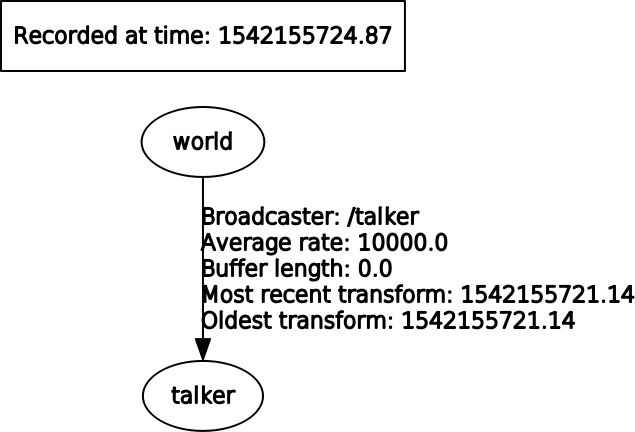 Recorded at time: 1542155724.87
world
Broadcaster: /talker
Average rate: 10000.0
Buffer length: 0.0
Most recent transform: 1542155721.14
Oldest transform: 1542155721.14
talker